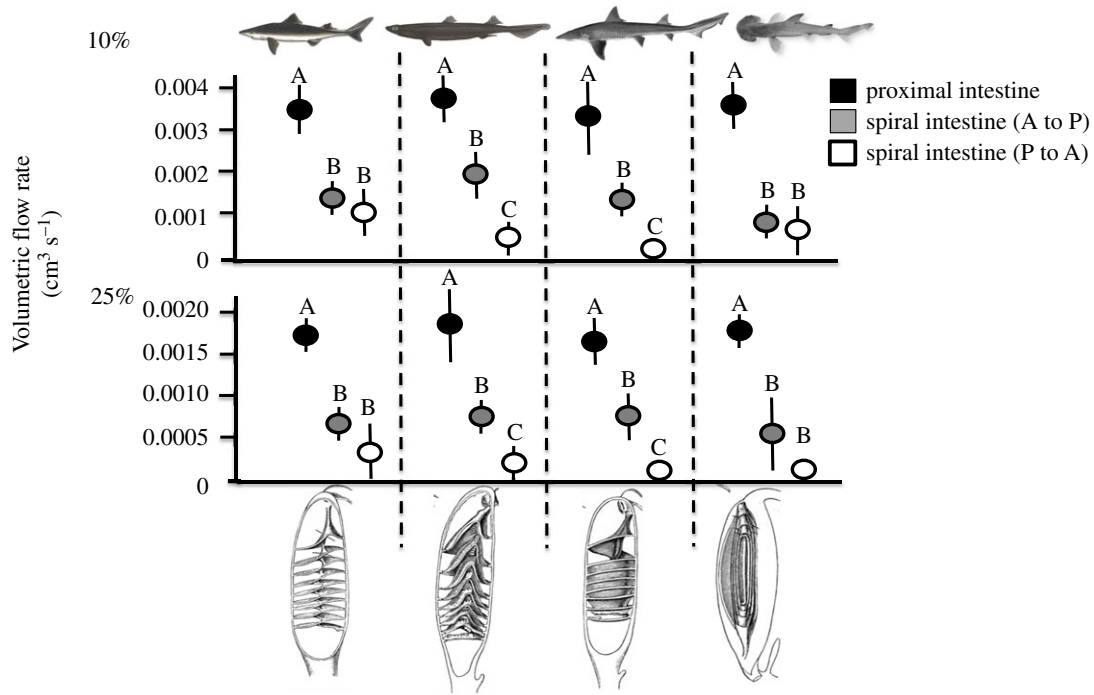 10%
A
A
A
A
0.004
proximal intestine
0.003
spiral intestine (A to P)
B
B
B
B
B
B
spiral intestine (P to A)
0.002
C
C
0.001
0
Volumetric flow rate
(cm³ s⁻¹)
25%
A
A
A
A
0.0020
0.0015
B
B
B
B
B
B
0.0010
C
C
0.0005
0